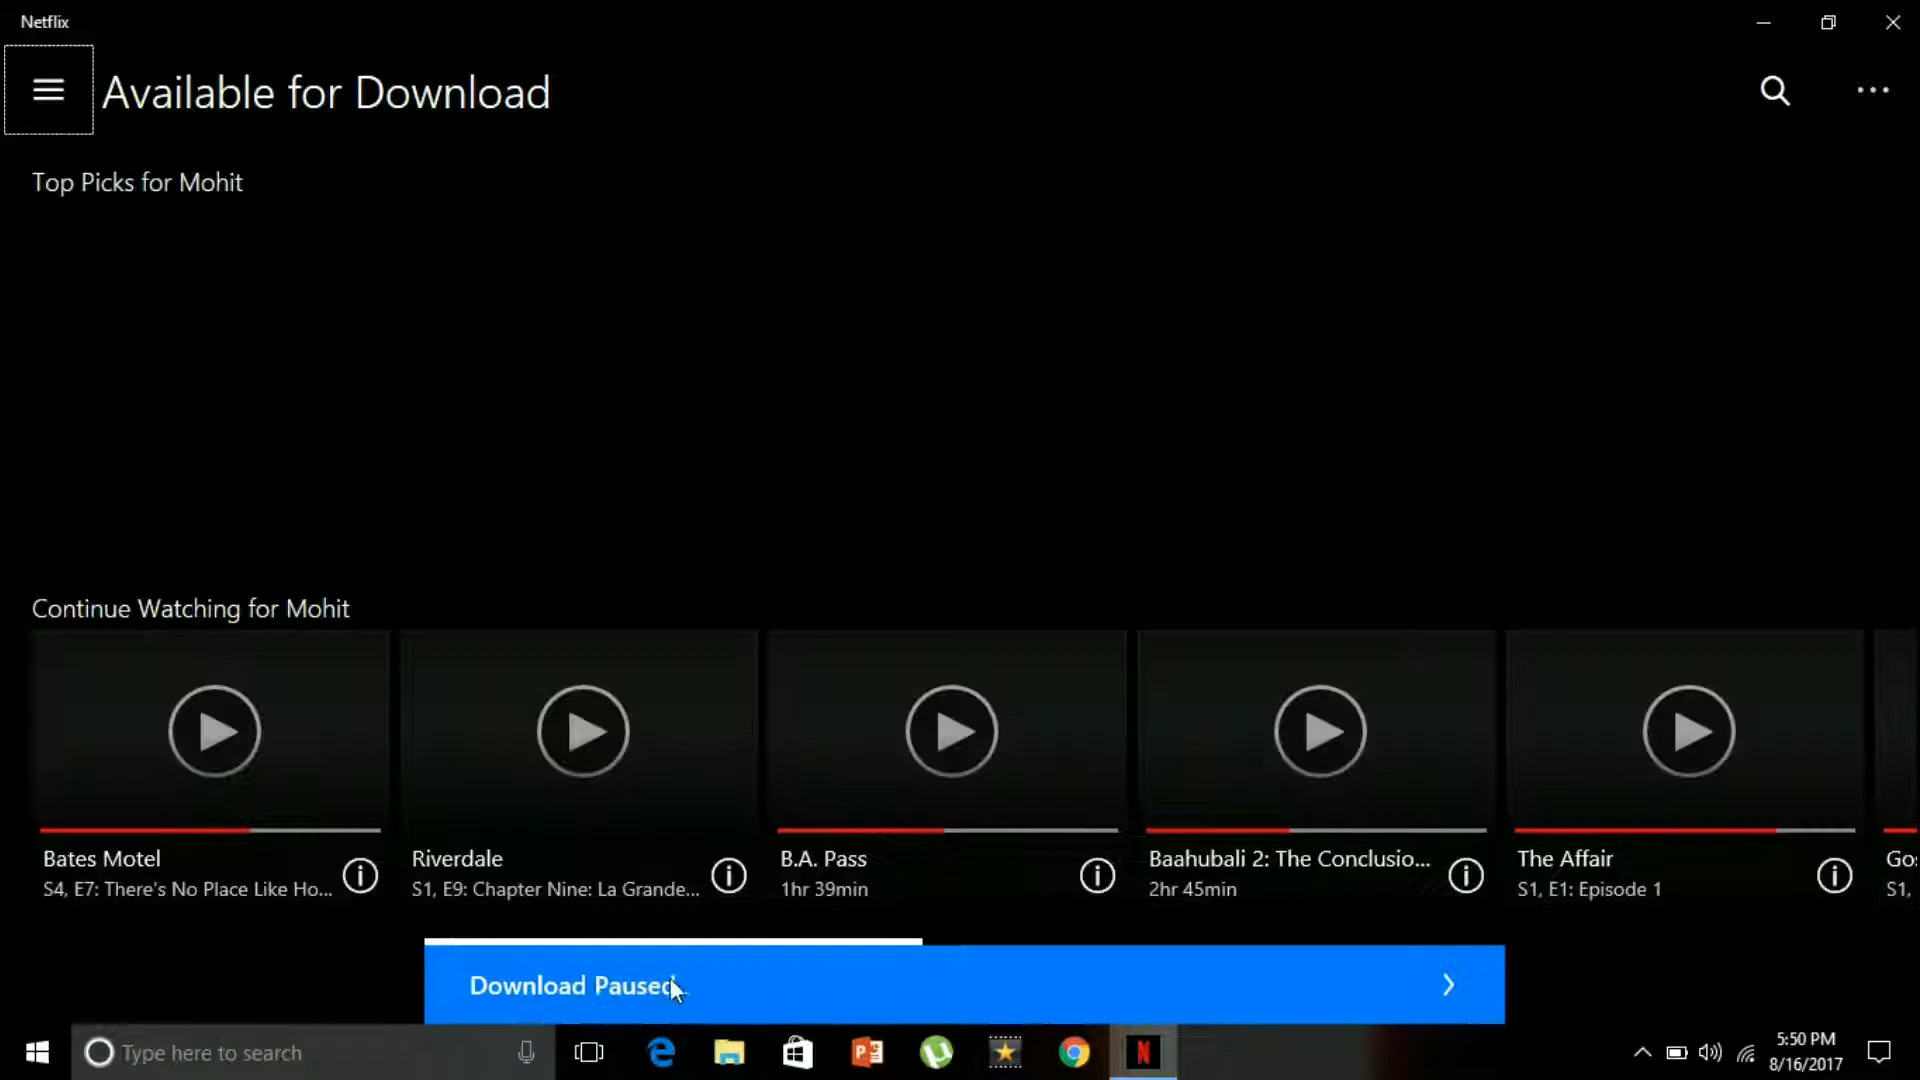 Netflix
Available for Download
Top Picks for Mohit
Continue Watching for Mohit
Bates Motel
S4, E7: There's No Place Like Ho...
Riverdale
S1, E9: Chapter Nine: La Grande...
B.A. Pass
1hr 39min
Baahubali 2: The Conclusio...
2hr 45min
The Affair
S1, E1: Episode 1
S1,
Download Paused
Type here to search
5:50 PM
8/16/2017